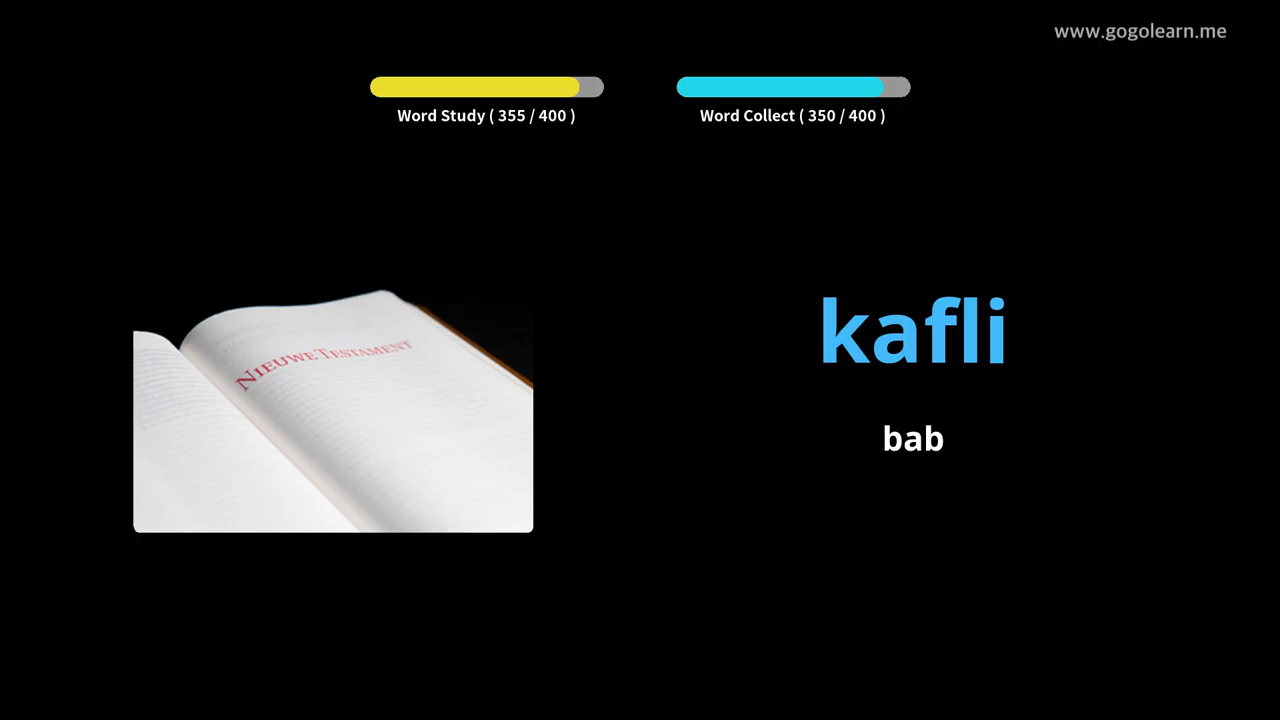 www.gogolearn.me
Word Study ( 355 / 400 )
Word Collect ( 350 / 400 )
NIEUWE TESTAMENT
kafli
bab